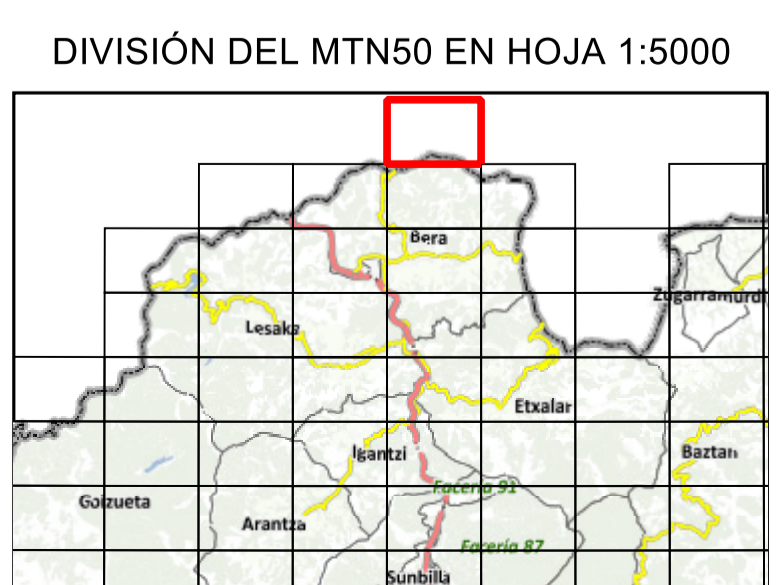 DIVISIÓN DEL MTN50 EN HOJA 1:5000
Bera
Zugarramurdi
Lesaka
Etxalar
Igantzi
Baztan
Facería 91
Goizueta
Arantza
Facería 87
Sunbilla